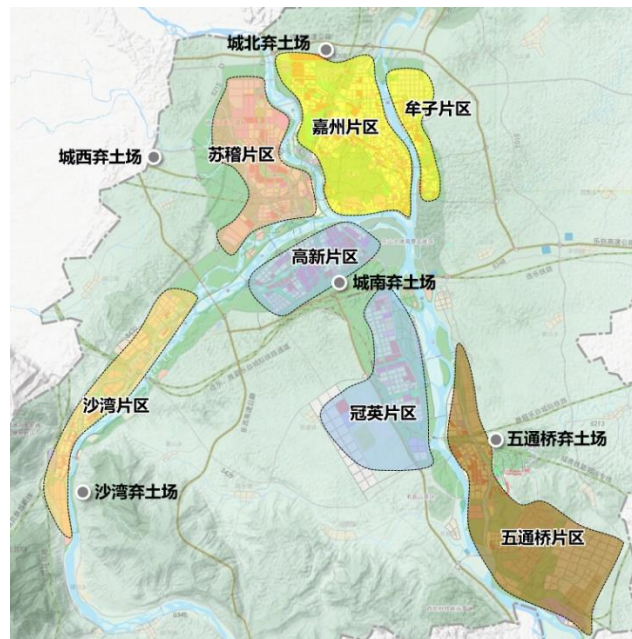 城北弃土场
牟子片区
嘉州片区
苏稽片区
城西弃土场
高新片区
城南弃土场
沙湾片区
冠英片区
五通桥弃土场
沙湾弃土场
五通桥片区